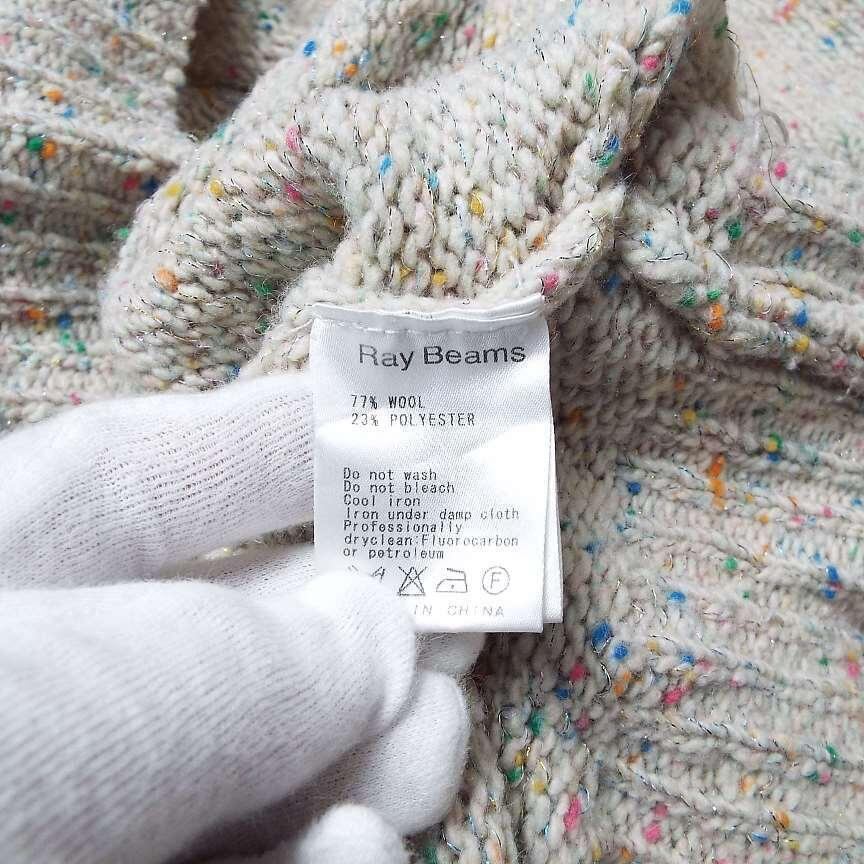 Ray Beams
77% WOOL
23% POLYESTER
Do not wash
Do not bleach
Cool iron
Iron under damp cloth
Professionally
dryclean:Fluorocarbon
or petroleum
F
IN CHINA